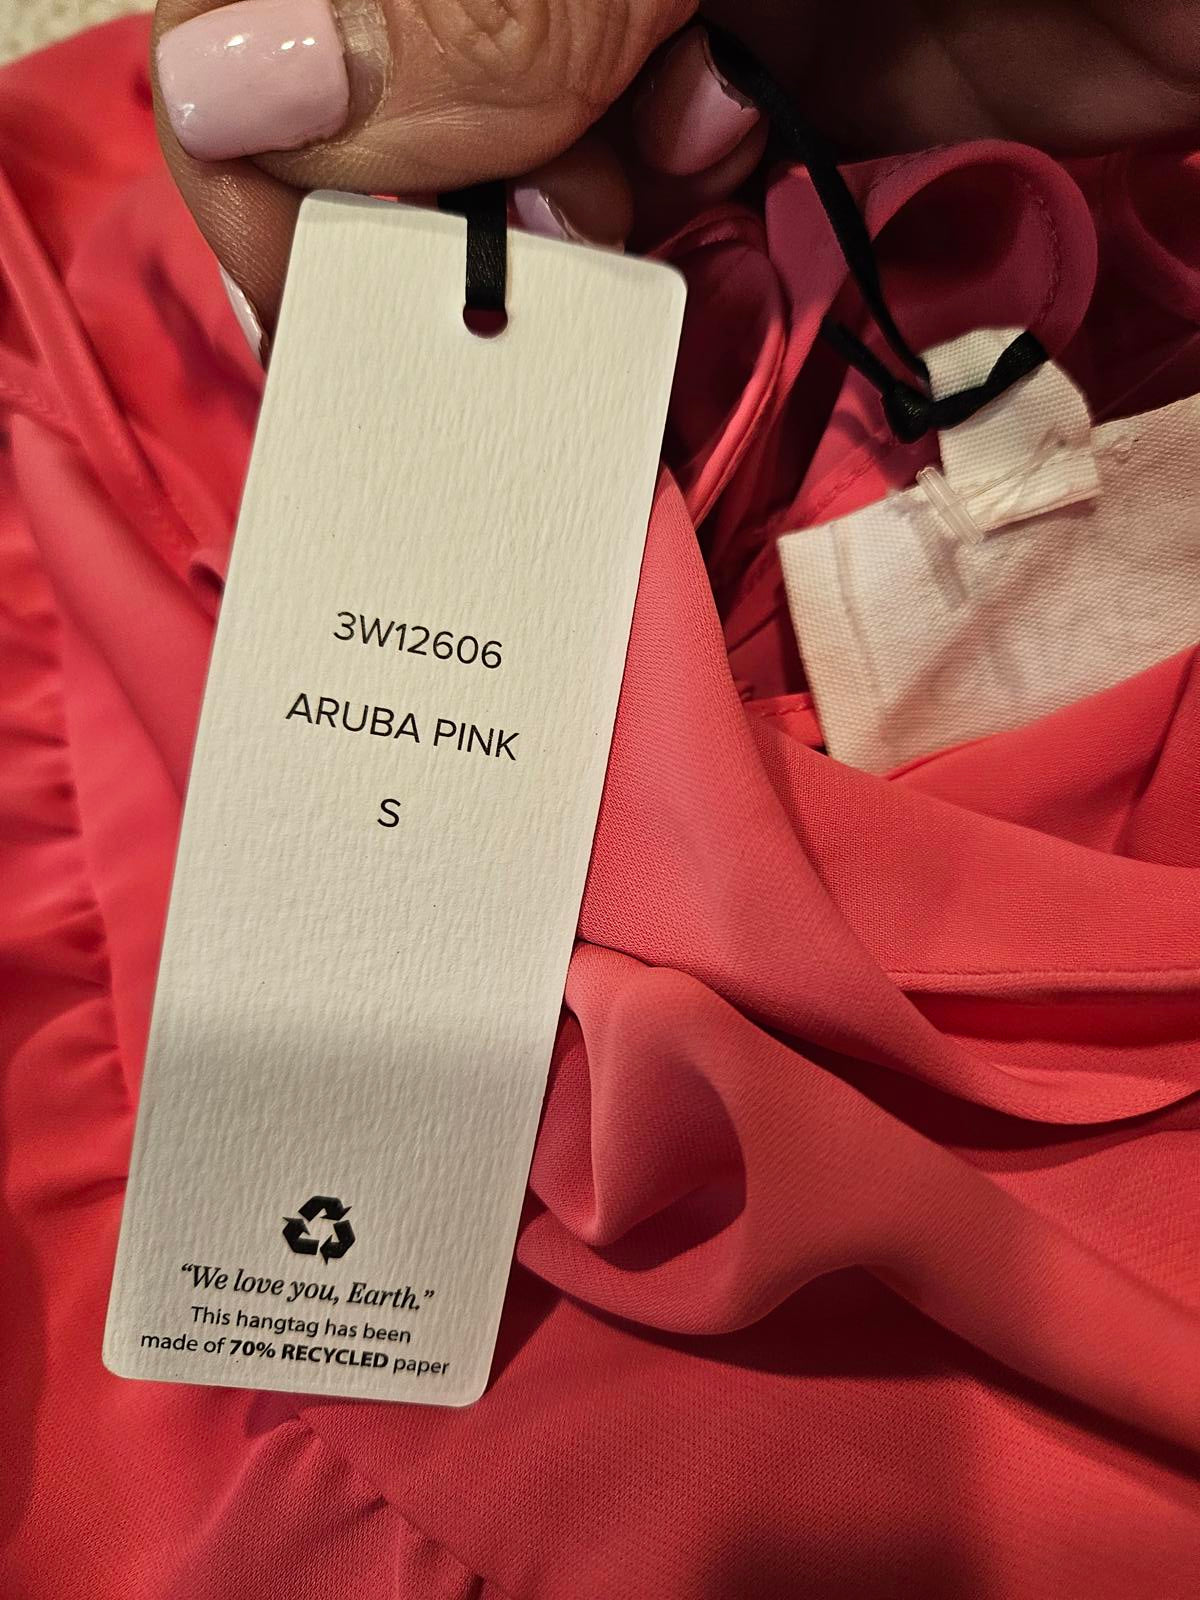 3W12606
ARUBA PINK
S
“We love you, Earth.”
This hangtag has been
made of 70% RECYCLED paper